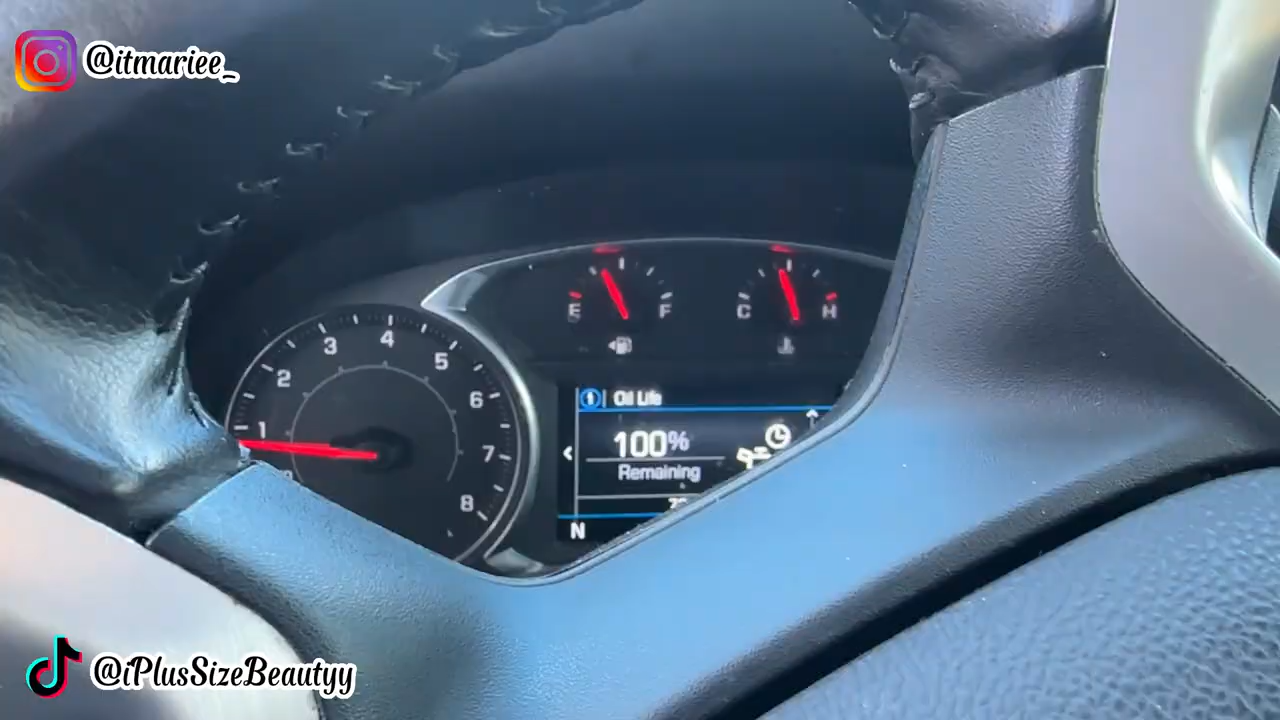 @itmariee_
E
F
C
H
1
2
3
4
5
6
7
8
Oil Life
100%
Remaining
N
@iPlusSizeBeautyy